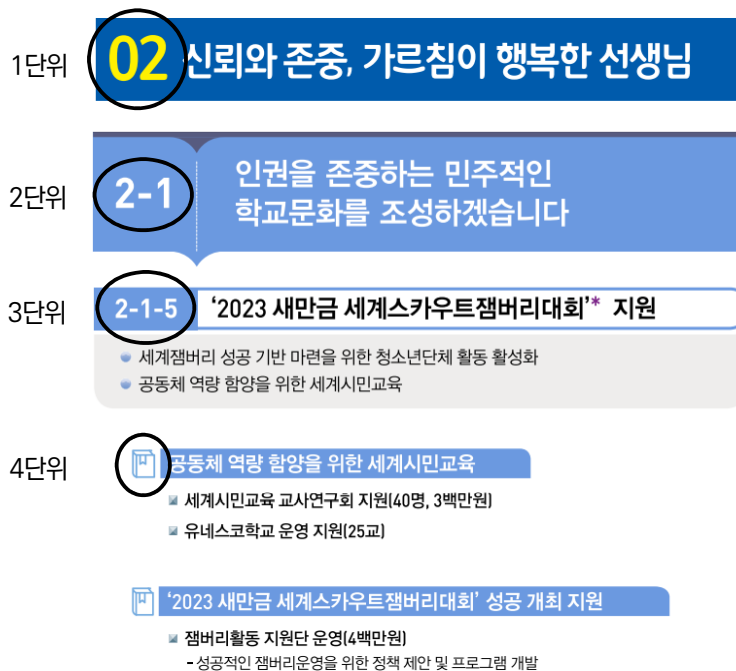 1단위
02 신뢰와 존중, 가르침이 행복한 선생님
2단위
2-1
인권을 존중하는 민주적인
학교문화를 조성하겠습니다
3단위
2-1-5 '2023 새만금 세계스카우트잼버리대회'* 지원
세계잼버리 성공 기반 마련을 위한 청소년단체 활동 활성화
공동체 역량 함양을 위한 세계시민교육
4단위
공동체 역량 함양을 위한 세계시민교육
세계시민교육 교사연구회 지원(40명, 3백만원)
유네스코학교 운영 지원(25교)
'2023 새만금 세계스카우트잼버리대회' 성공 개최 지원
잼버리활동 지원단 운영(4백만원)
- 성공적인 잼버리운영을 위한 정책 제안 및 프로그램 개발